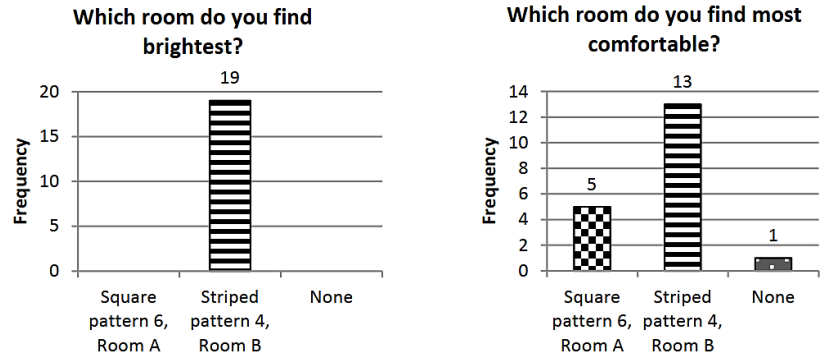 Which room do you find
brightest?
19
20
15
10
5
0
Frequency
Square
pattern 6,
Room A
Striped
pattern 4,
Room B
None
Which room do you find most
comfortable?
14
12
10
8
6
4
2
0
Frequency
5
13
1
Square
pattern 6,
Room A
Striped
pattern 4,
Room B
None